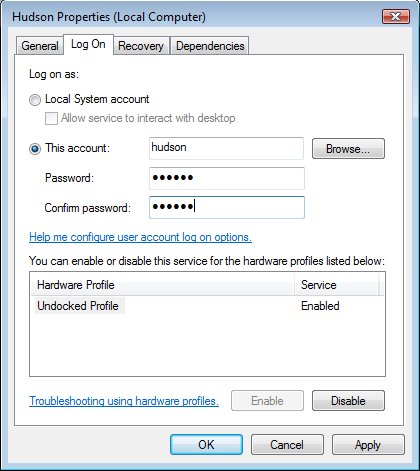 Hudson Properties (Local Computer)
General Log On Recovery Dependencies
Log on as:
Local System account
Allow service to interact with desktop
This account: hudson Browse...
Password: ••••••
Confirm password: ••••••
Help me configure user account log on options.
You can enable or disable this service for the hardware profiles listed below:
Hardware Profile Service
Undocked Profile Enabled
Troubleshooting using hardware profiles. Enable Disable
OK Cancel Apply